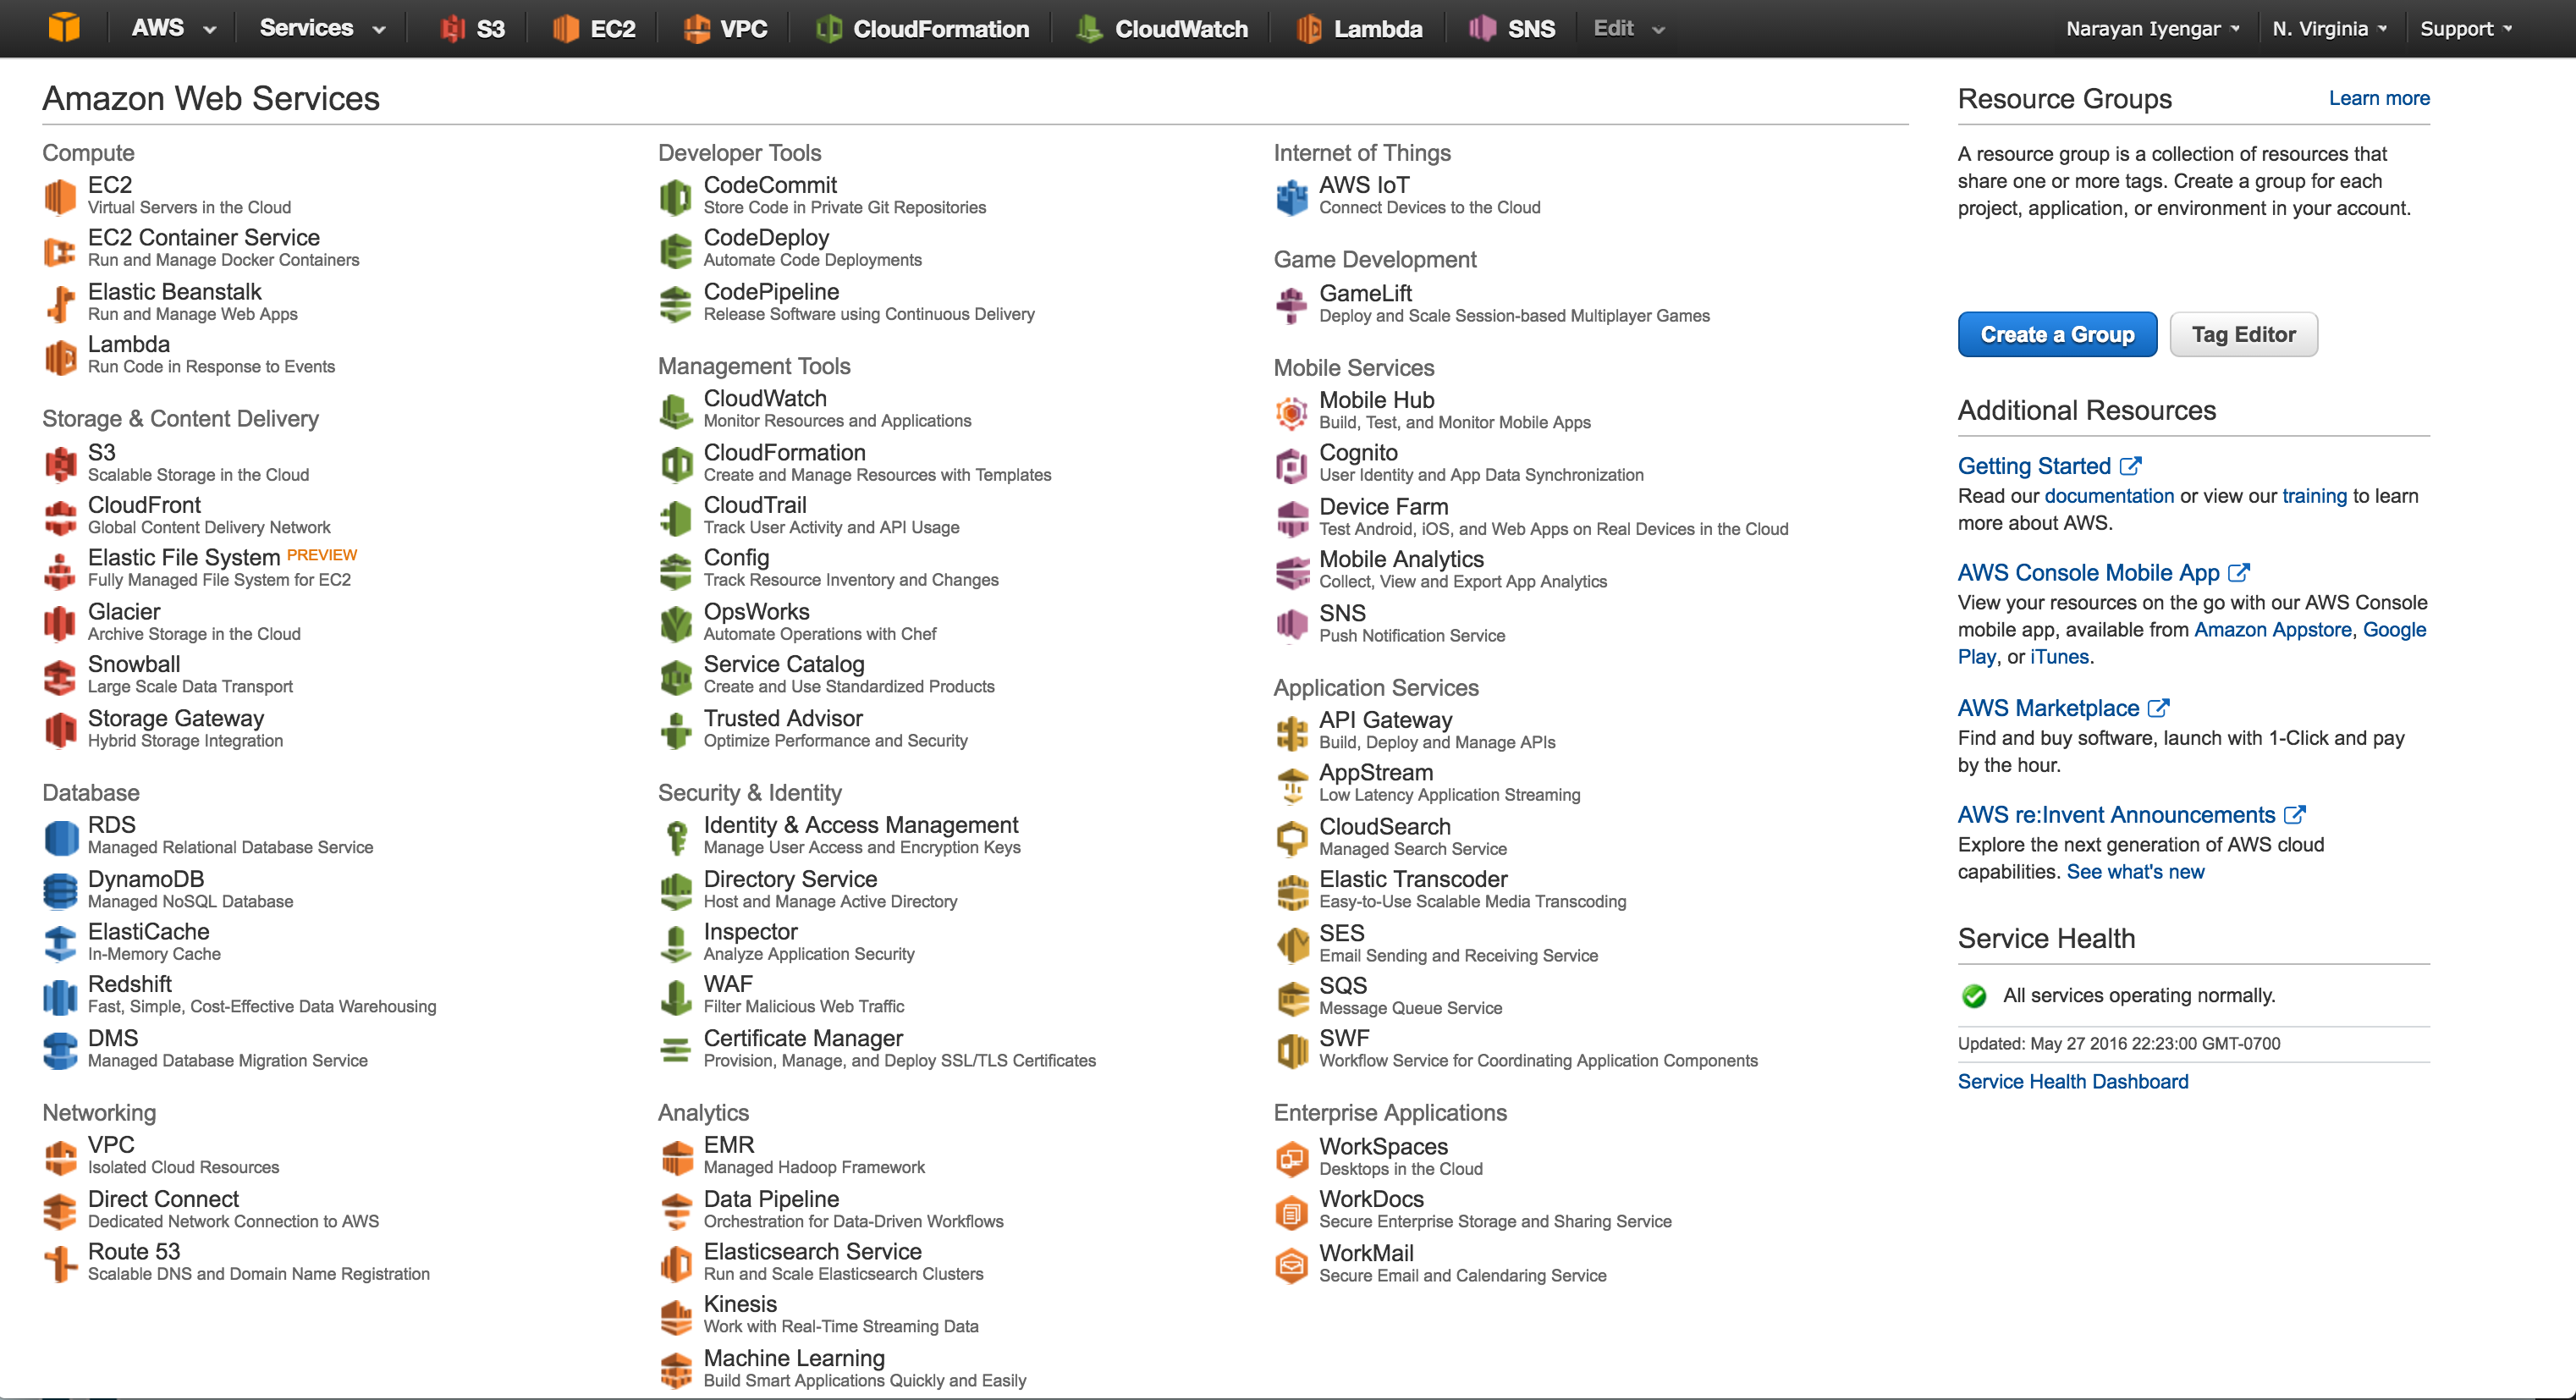 AWS
Services
S3
EC2
VPC
CloudFormation
CloudWatch
Lambda
SNS
Edit
Narayan Iyengar
N. Virginia
Support
Amazon Web Services
Compute
EC2
Virtual Servers in the Cloud
EC2 Container Service
Run and Manage Docker Containers
Elastic Beanstalk
Run and Manage Web Apps
Lambda
Run Code in Response to Events
Storage & Content Delivery
S3
Scalable Storage in the Cloud
CloudFront
Global Content Delivery Network
Elastic File System PREVIEW
Fully Managed File System for EC2
Glacier
Archive Storage in the Cloud
Snowball
Large Scale Data Transport
Storage Gateway
Hybrid Storage Integration
Database
RDS
Managed Relational Database Service
DynamoDB
Managed NoSQL Database
ElastiCache
In-Memory Cache
Redshift
Fast, Simple, Cost-Effective Data Warehousing
DMS
Managed Database Migration Service
Networking
VPC
Isolated Cloud Resources
Direct Connect
Dedicated Network Connection to AWS
Route 53
Scalable DNS and Domain Name Registration
Developer Tools
CodeCommit
Store Code in Private Git Repositories
CodeDeploy
Automate Code Deployments
CodePipeline
Release Software using Continuous Delivery
Management Tools
CloudWatch
Monitor Resources and Applications
CloudFormation
Create and Manage Resources with Templates
CloudTrail
Track User Activity and API Usage
Config
Track Resource Inventory and Changes
OpsWorks
Automate Operations with Chef
Service Catalog
Create and Use Standardized Products
Trusted Advisor
Optimize Performance and Security
Security & Identity
Identity & Access Management
Manage User Access and Encryption Keys
Directory Service
Host and Manage Active Directory
Inspector
Analyze Application Security
WAF
Filter Malicious Web Traffic
Certificate Manager
Provision, Manage, and Deploy SSL/TLS Certificates
Analytics
EMR
Managed Hadoop Framework
Data Pipeline
Orchestration for Data-Driven Workflows
Elasticsearch Service
Run and Scale Elasticsearch Clusters
Kinesis
Work with Real-Time Streaming Data
Machine Learning
Build Smart Applications Quickly and Easily
Internet of Things
AWS IoT
Connect Devices to the Cloud
Game Development
GameLift
Deploy and Scale Session-based Multiplayer Games
Mobile Services
Mobile Hub
Build, Test, and Monitor Mobile Apps
Cognito
User Identity and App Data Synchronization
Device Farm
Test Android, iOS, and Web Apps on Real Devices in the Cloud
Mobile Analytics
Collect, View and Export App Analytics
SNS
Push Notification Service
Application Services
API Gateway
Build, Deploy and Manage APIs
AppStream
Low Latency Application Streaming
CloudSearch
Managed Search Service
Elastic Transcoder
Easy-to-Use Scalable Media Transcoding
SES
Email Sending and Receiving Service
SQS
Message Queue Service
SWF
Workflow Service for Coordinating Application Components
Enterprise Applications
WorkSpaces
Desktops in the Cloud
WorkDocs
Secure Enterprise Storage and Sharing Service
WorkMail
Secure Email and Calendaring Service
Resource Groups
Learn more
A resource group is a collection of resources that
share one or more tags. Create a group for each
project, application, or environment in your account.
Create a Group
Tag Editor
Additional Resources
Getting Started
Read our documentation or view our training to learn
more about AWS.
AWS Console Mobile App
View your resources on the go with our AWS Console
mobile app, available from Amazon Appstore, Google
Play, or iTunes.
AWS Marketplace
Find and buy software, launch with 1-Click and pay
by the hour.
AWS re:Invent Announcements
Explore the next generation of AWS cloud
capabilities. See what's new
Service Health
All services operating normally.
Updated: May 27 2016 22:23:00 GMT-0700
Service Health Dashboard